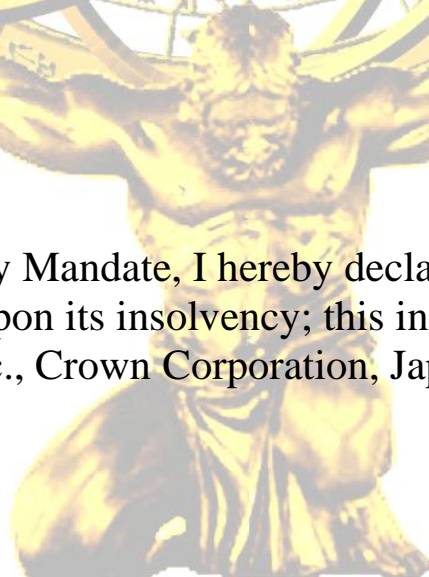 y Mandate, I hereby decla
pon its insolvency; this in
c., Crown Corporation, Jap